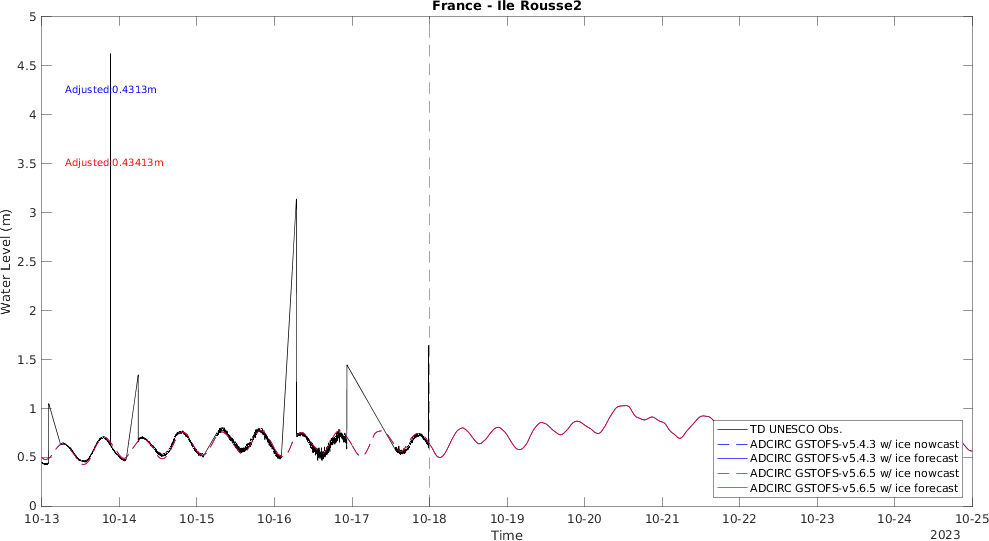 France - Ile Rousse2
5
4.5
4
3.5
3
2.5
2
1.5
1
0.5
0
Water Level (m)
Adjusted 0.4313m
Adjusted 0.43413m
TD UNESCO Obs.
ADCIRC GSTOFS-v5.4.3 w/ ice nowcast
ADCIRC GSTOFS-v5.4.3 w/ ice forecast
ADCIRC GSTOFS-v5.6.5 w/ ice nowcast
ADCIRC GSTOFS-v5.6.5 w/ ice forecast
10-13 10-14 10-15 10-16 10-17 10-18 10-19 10-20 10-21 10-22 10-23 10-24 10-25
Time
2023